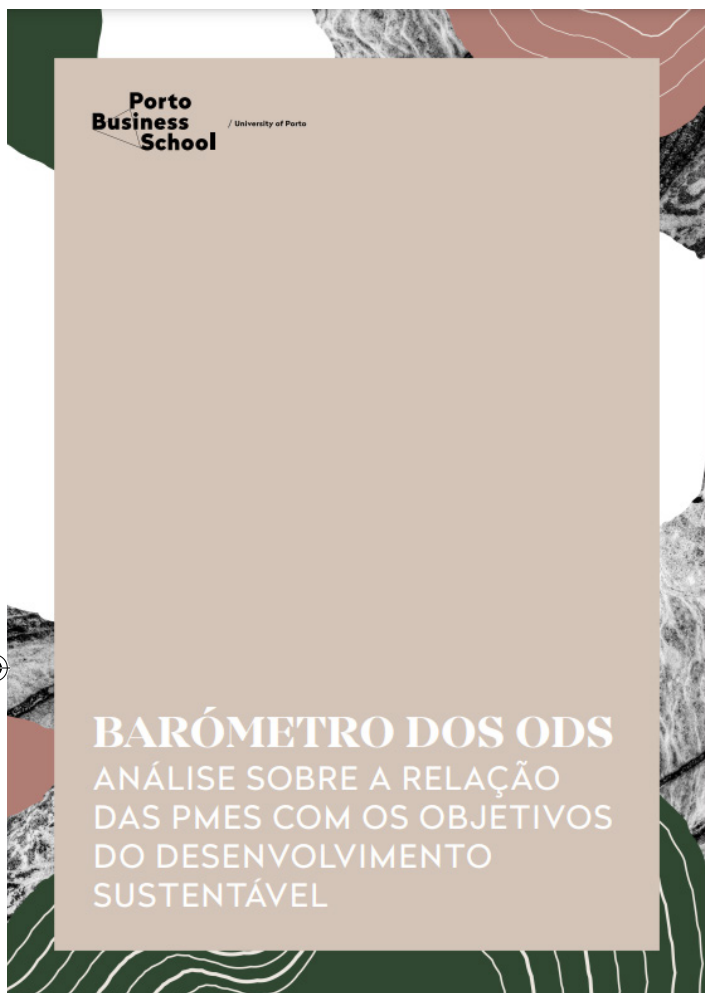 Porto
Business
School
/ University of Porto
BARÓMETRO DOS ODS
ANÁLISE SOBRE A RELAÇÃO
DAS PMES COM OS OBJETIVOS
DO DESENVOLVIMENTO
SUSTENTÁVEL